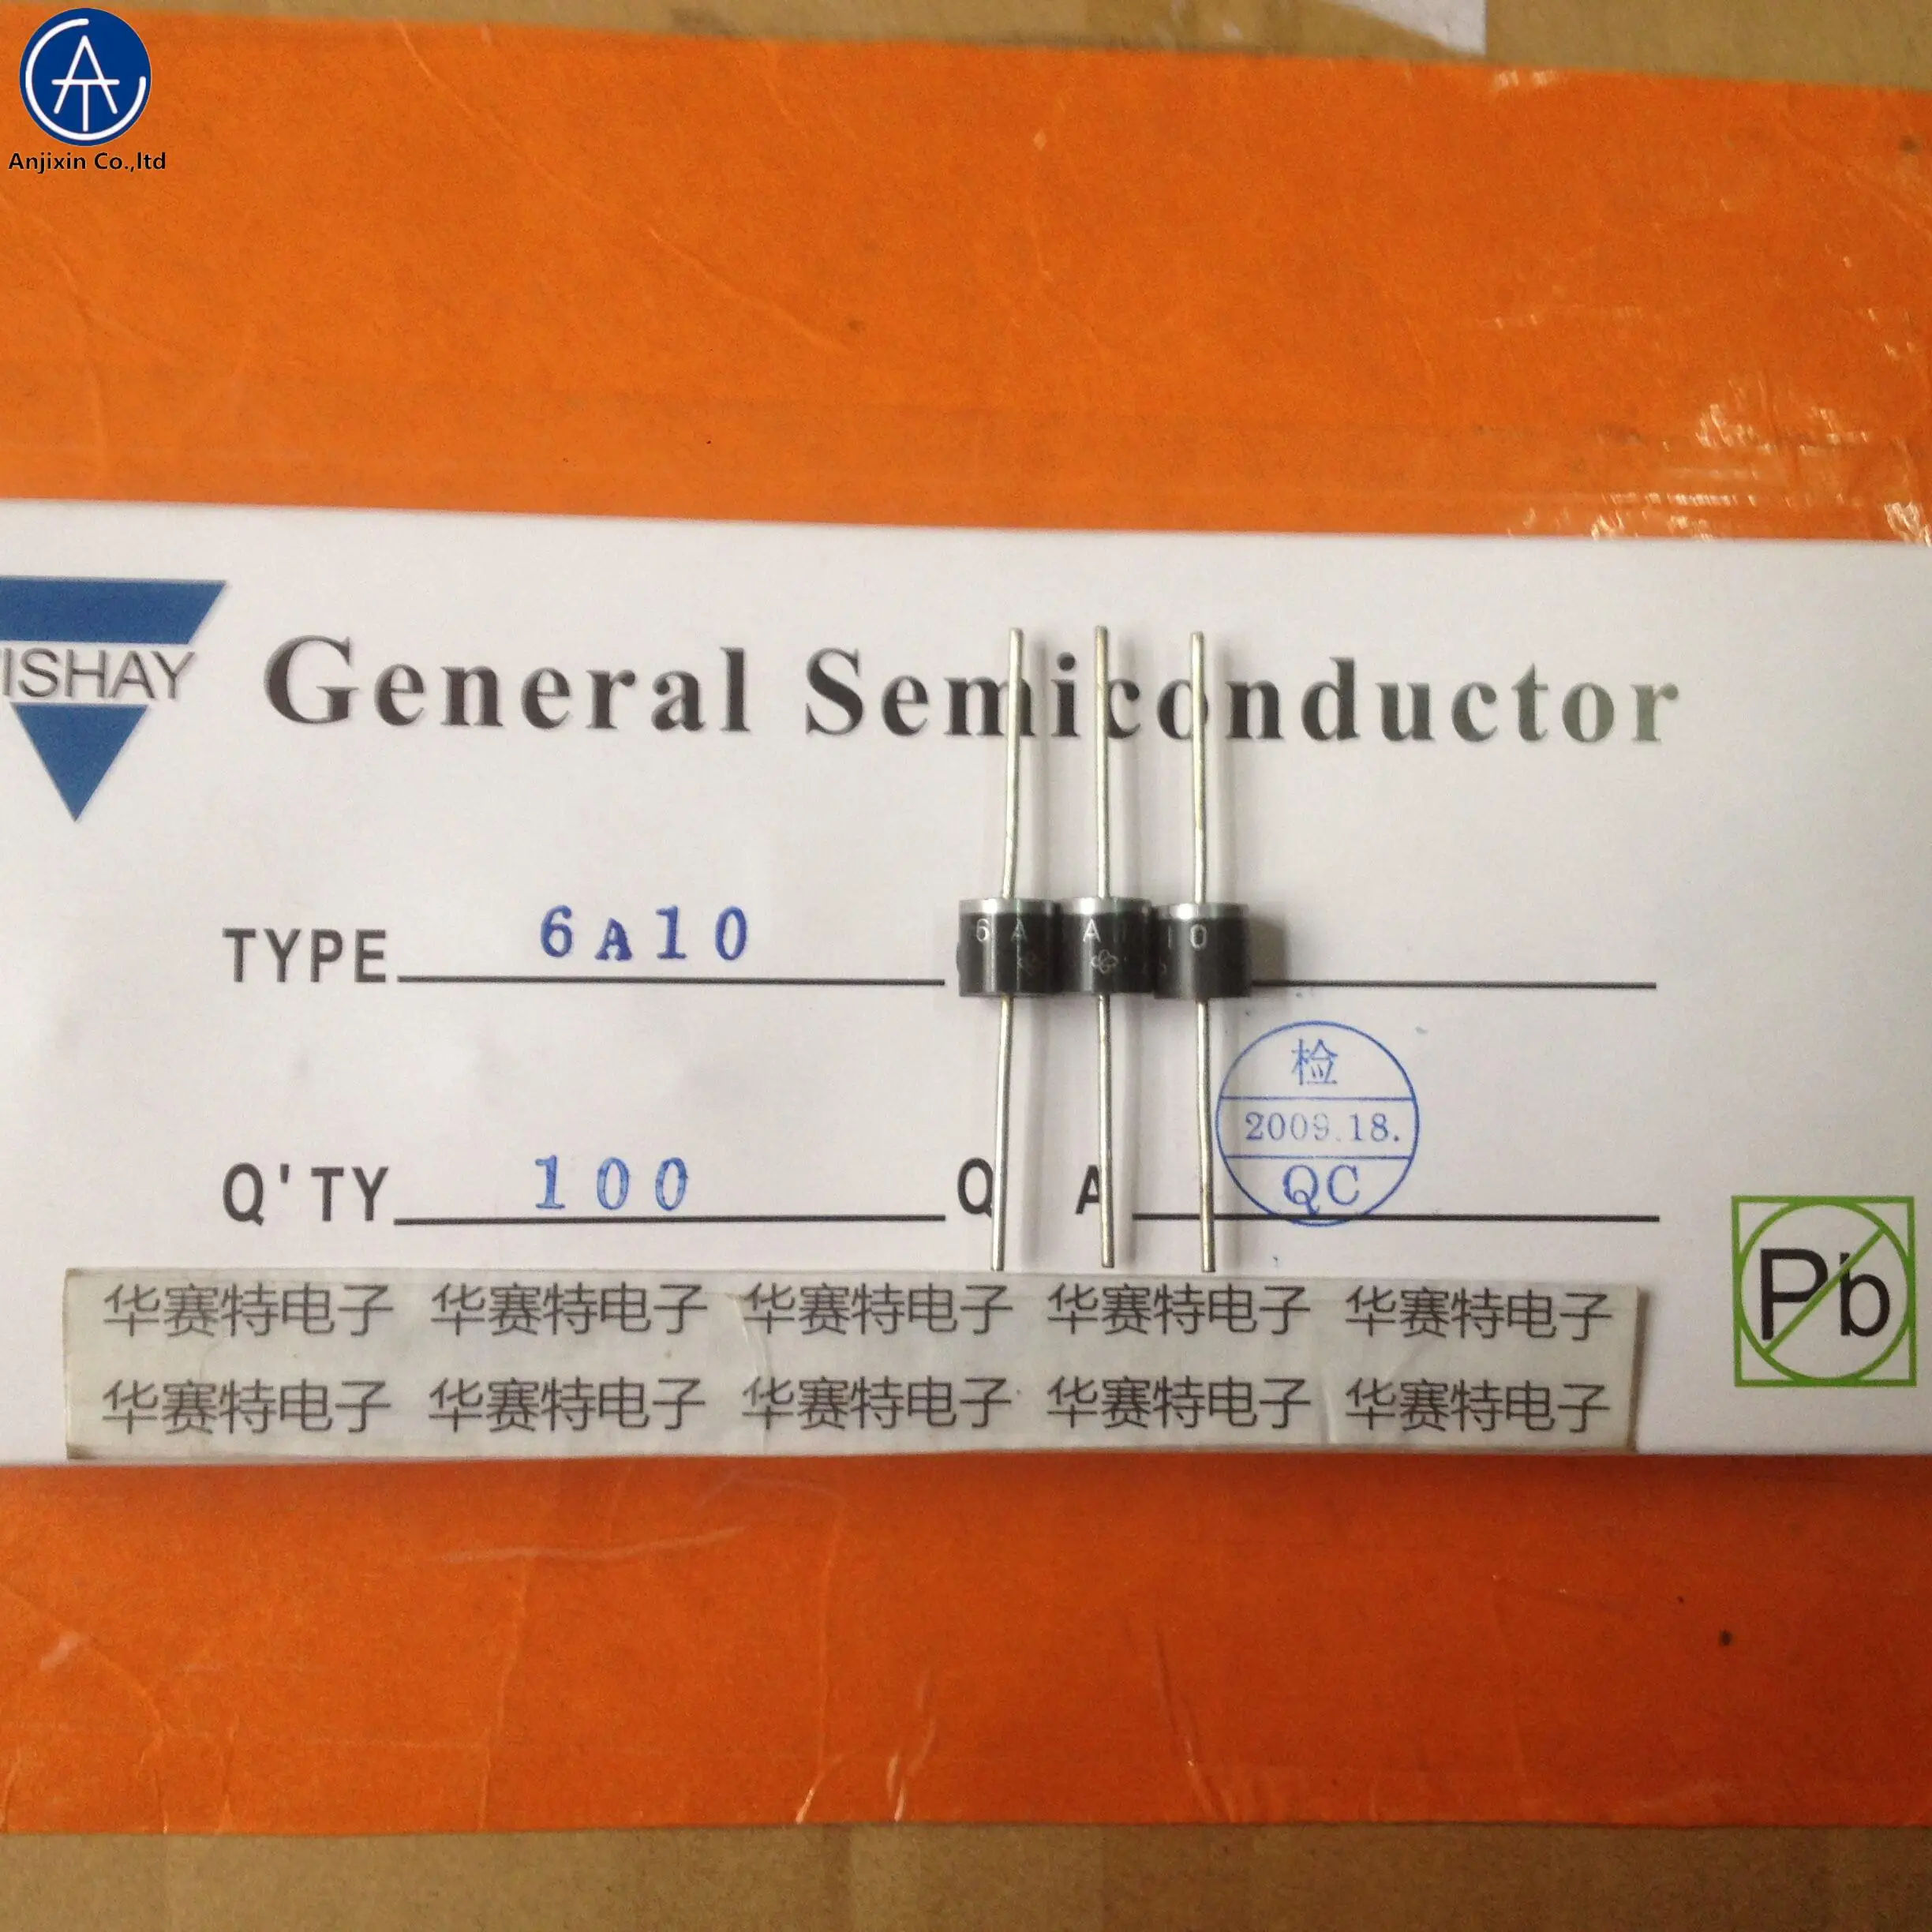 Anjixin Co.,ltd
VISHAY General Semiconductor
TYPE 6A10
6 A A 10
检
2009.18.
Q'TY 100 Q A QC
华赛特电子 华赛特电子 华赛特电子 华赛特电子 华赛特电子
华赛特电子 华赛特电子 华赛特电子 华赛特电子 华赛特电子
Pb